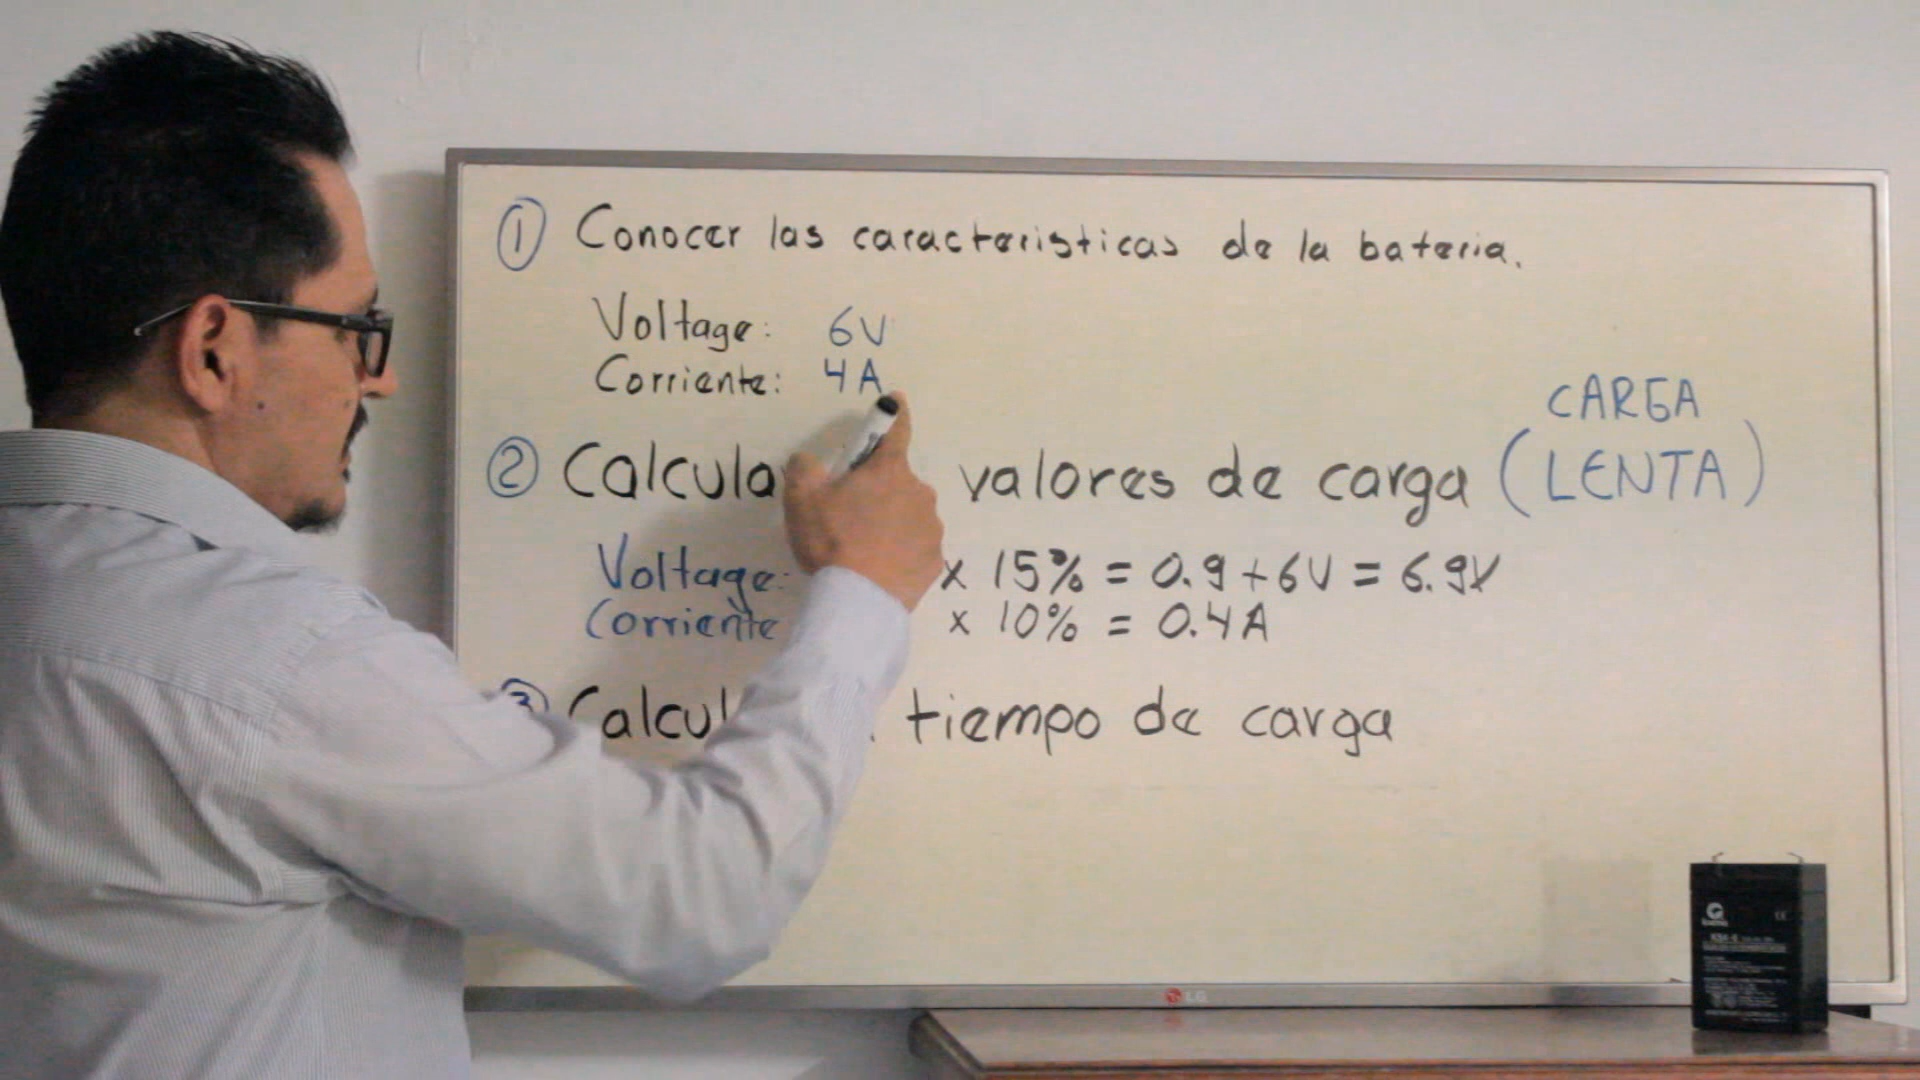 ① Conocer las caracteristicas de la bateria.
Voltage: 6V
Corriente: 4A
CARGA
② Calcula valores de carga (LENTA)
Voltage: x 15% = 0.9 + 6V = 6.9V
Corriente x 10% = 0.4A
③ Calcul tiempo de carga
LG